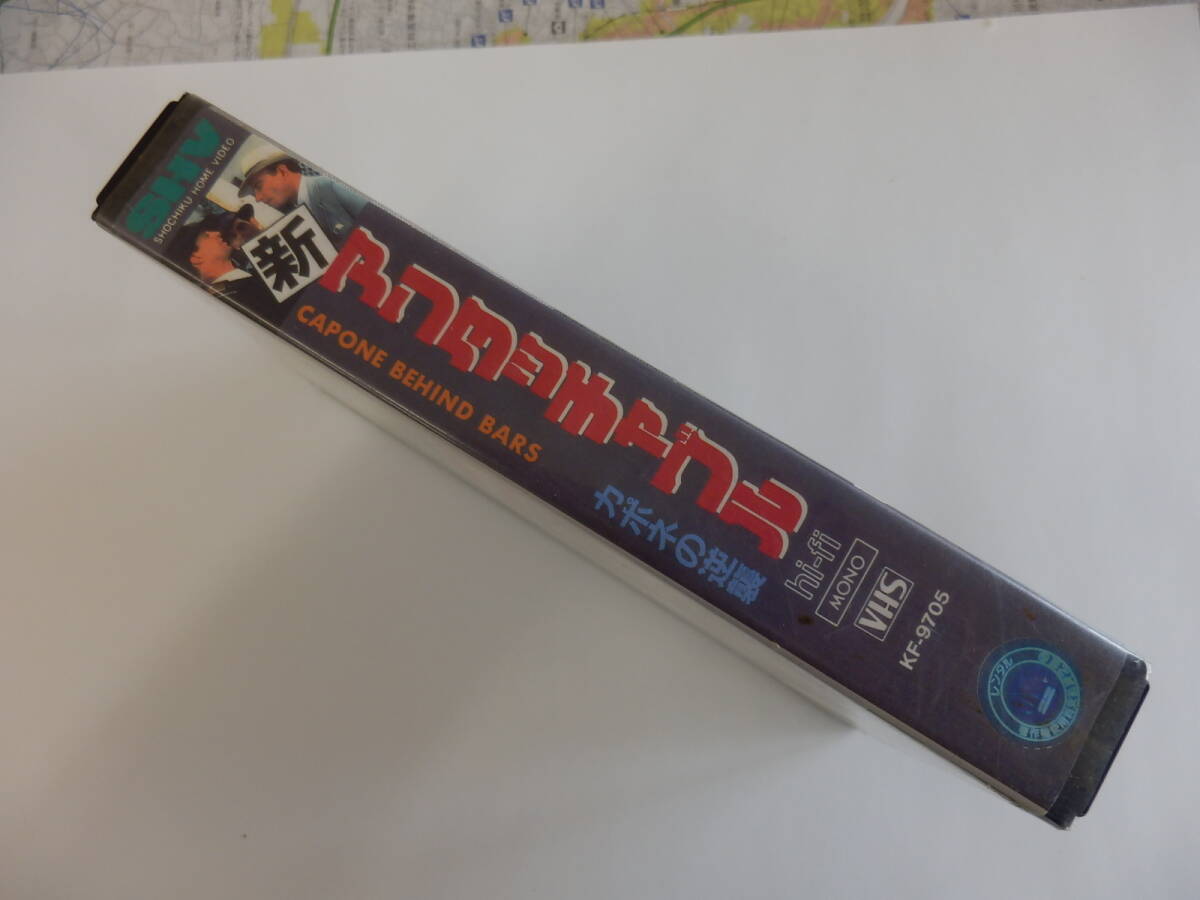 SHV
SHOCHIKU HOME VIDEO
新
アンタッチャブル
CAPONE BEHIND BARS
カポネの逆襲
hi-fi
MONO
VHS
KF-9705
レンタル